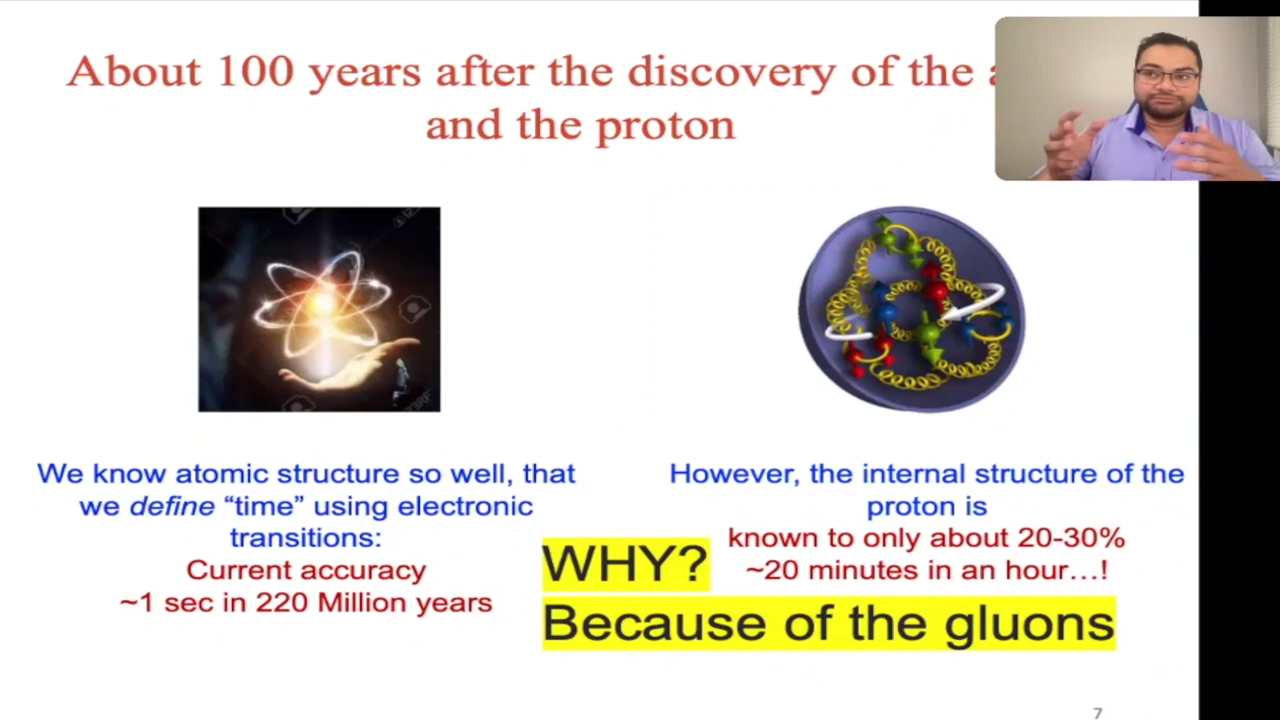 About 100 years after the discovery of the
and the proton
We know atomic structure so well, that
we define “time” using electronic
transitions:
Current accuracy
~1 sec in 220 Million years
However, the internal structure of the
proton is
known to only about 20-30%
~20 minutes in an hour…!
WHY?
Because of the gluons
7